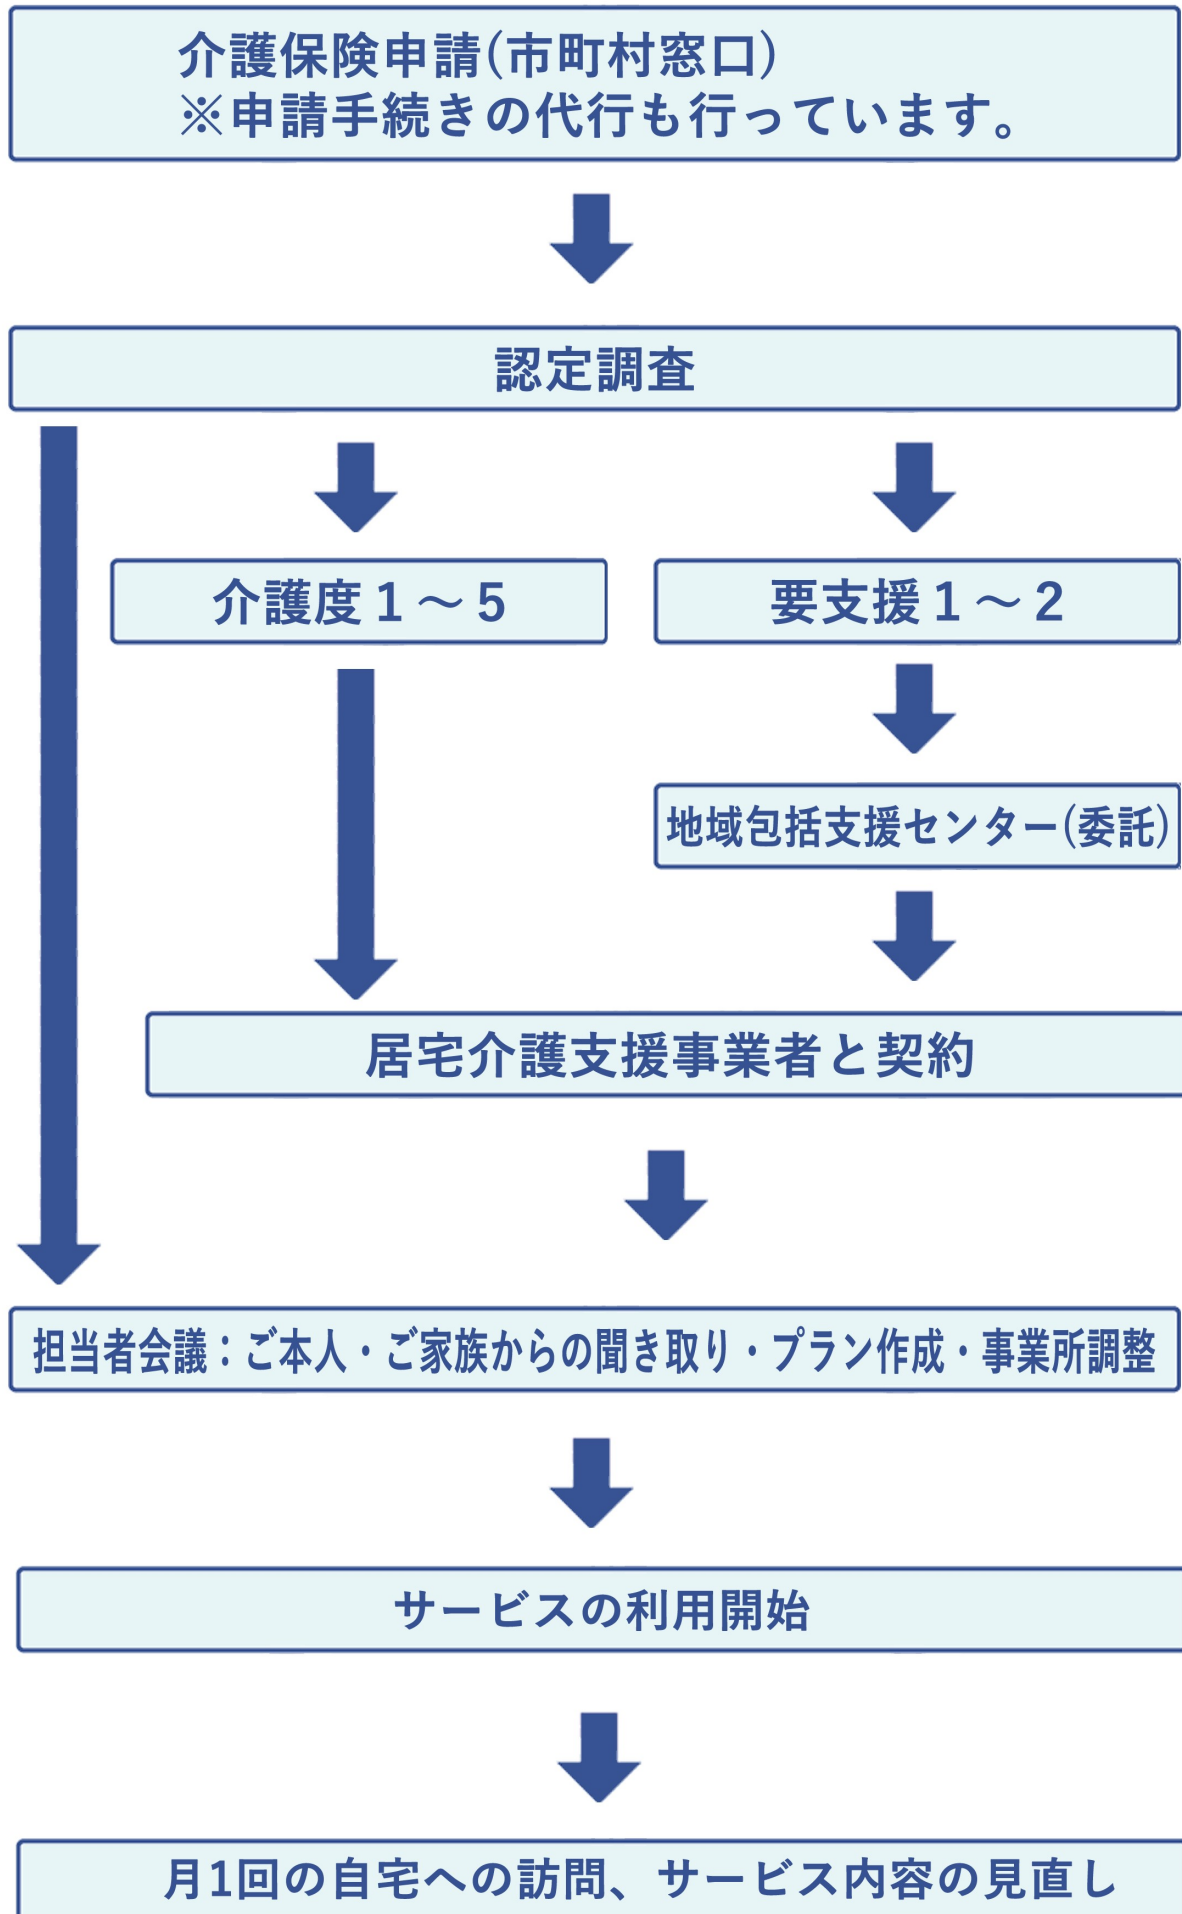 介護保険申請(市町村窓口)
※申請手続きの代行も行っています。
認定調査
介護度1～5
要支援1～2
地域包括支援センター(委託)
居宅介護支援事業者と契約
担当者会議：ご本人・ご家族からの聞き取り・プラン作成・事業所調整
サービスの利用開始
月1回の自宅への訪問、サービス内容の見直し